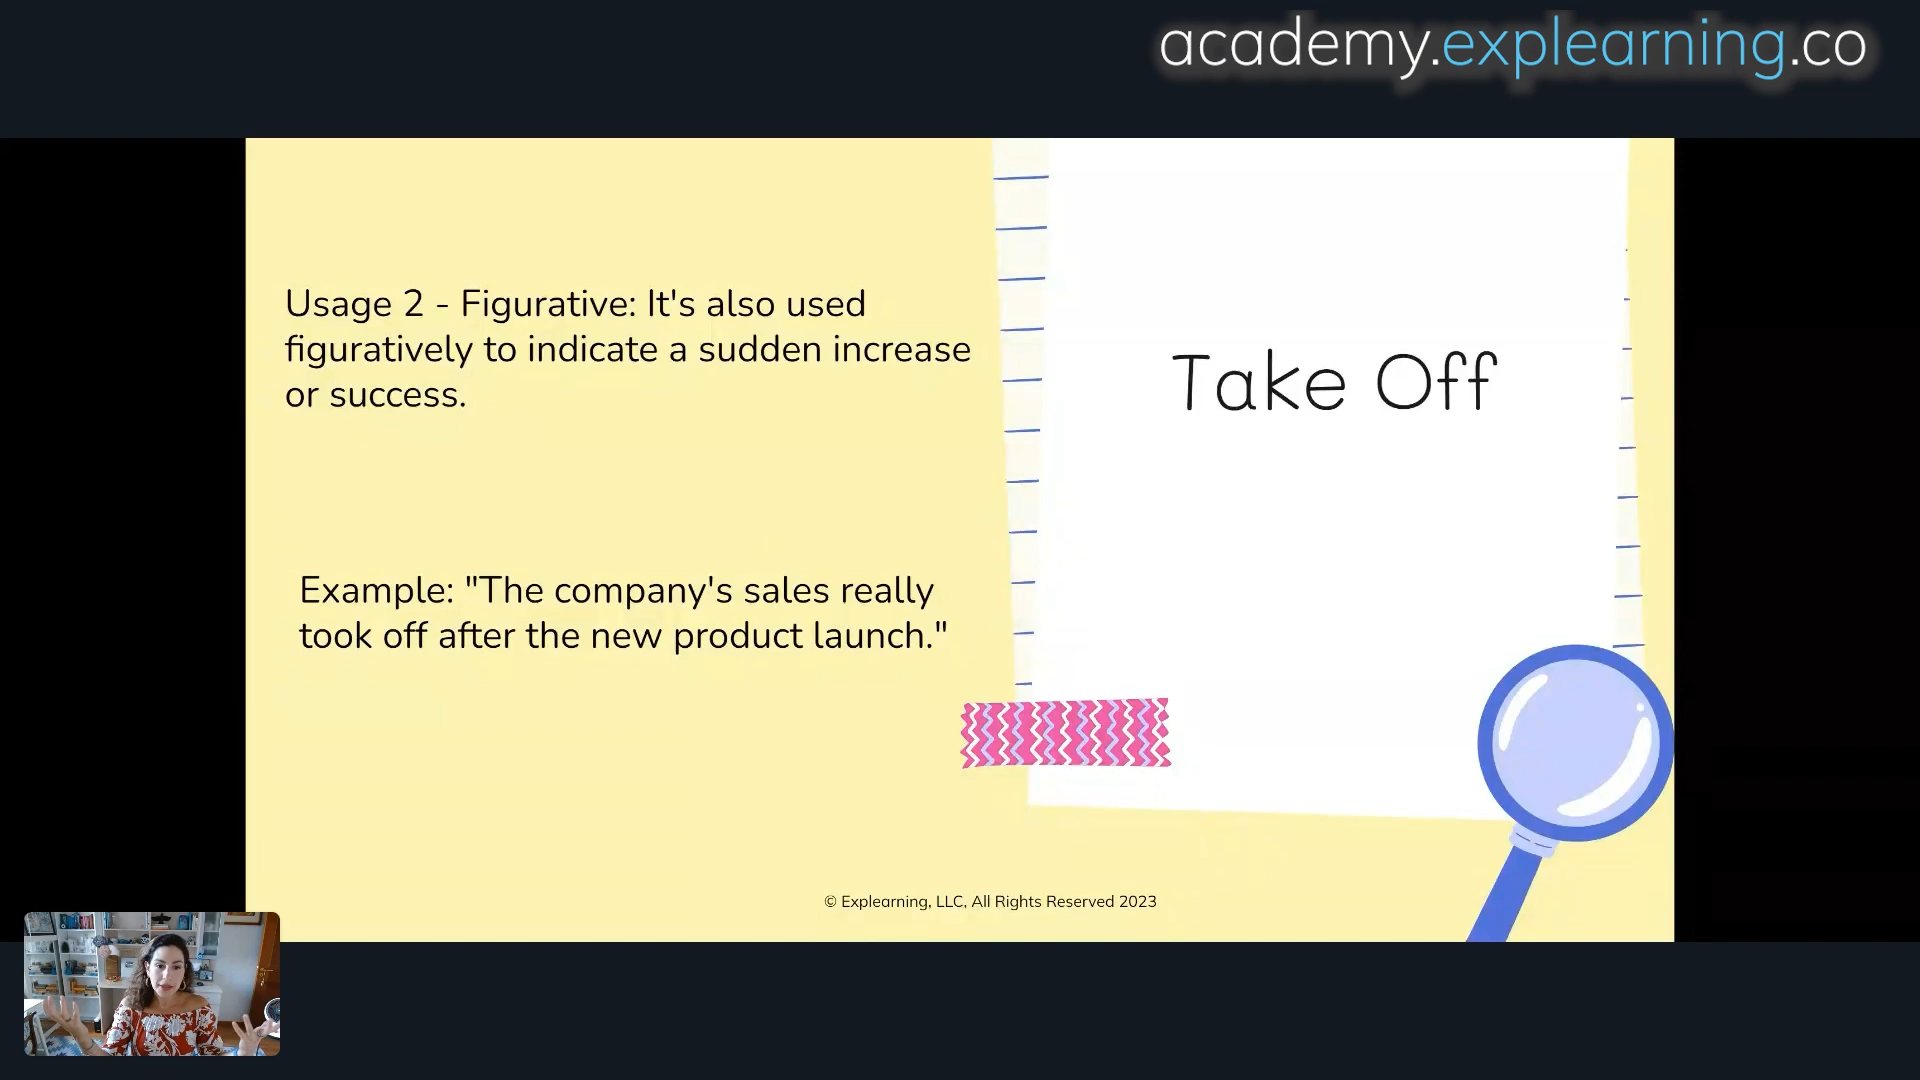 academy.explearning.co
Usage 2 - Figurative: It's also used
figuratively to indicate a sudden increase
or success.
Take Off
Example: "The company's sales really
took off after the new product launch."
© Explearning, LLC, All Rights Reserved 2023